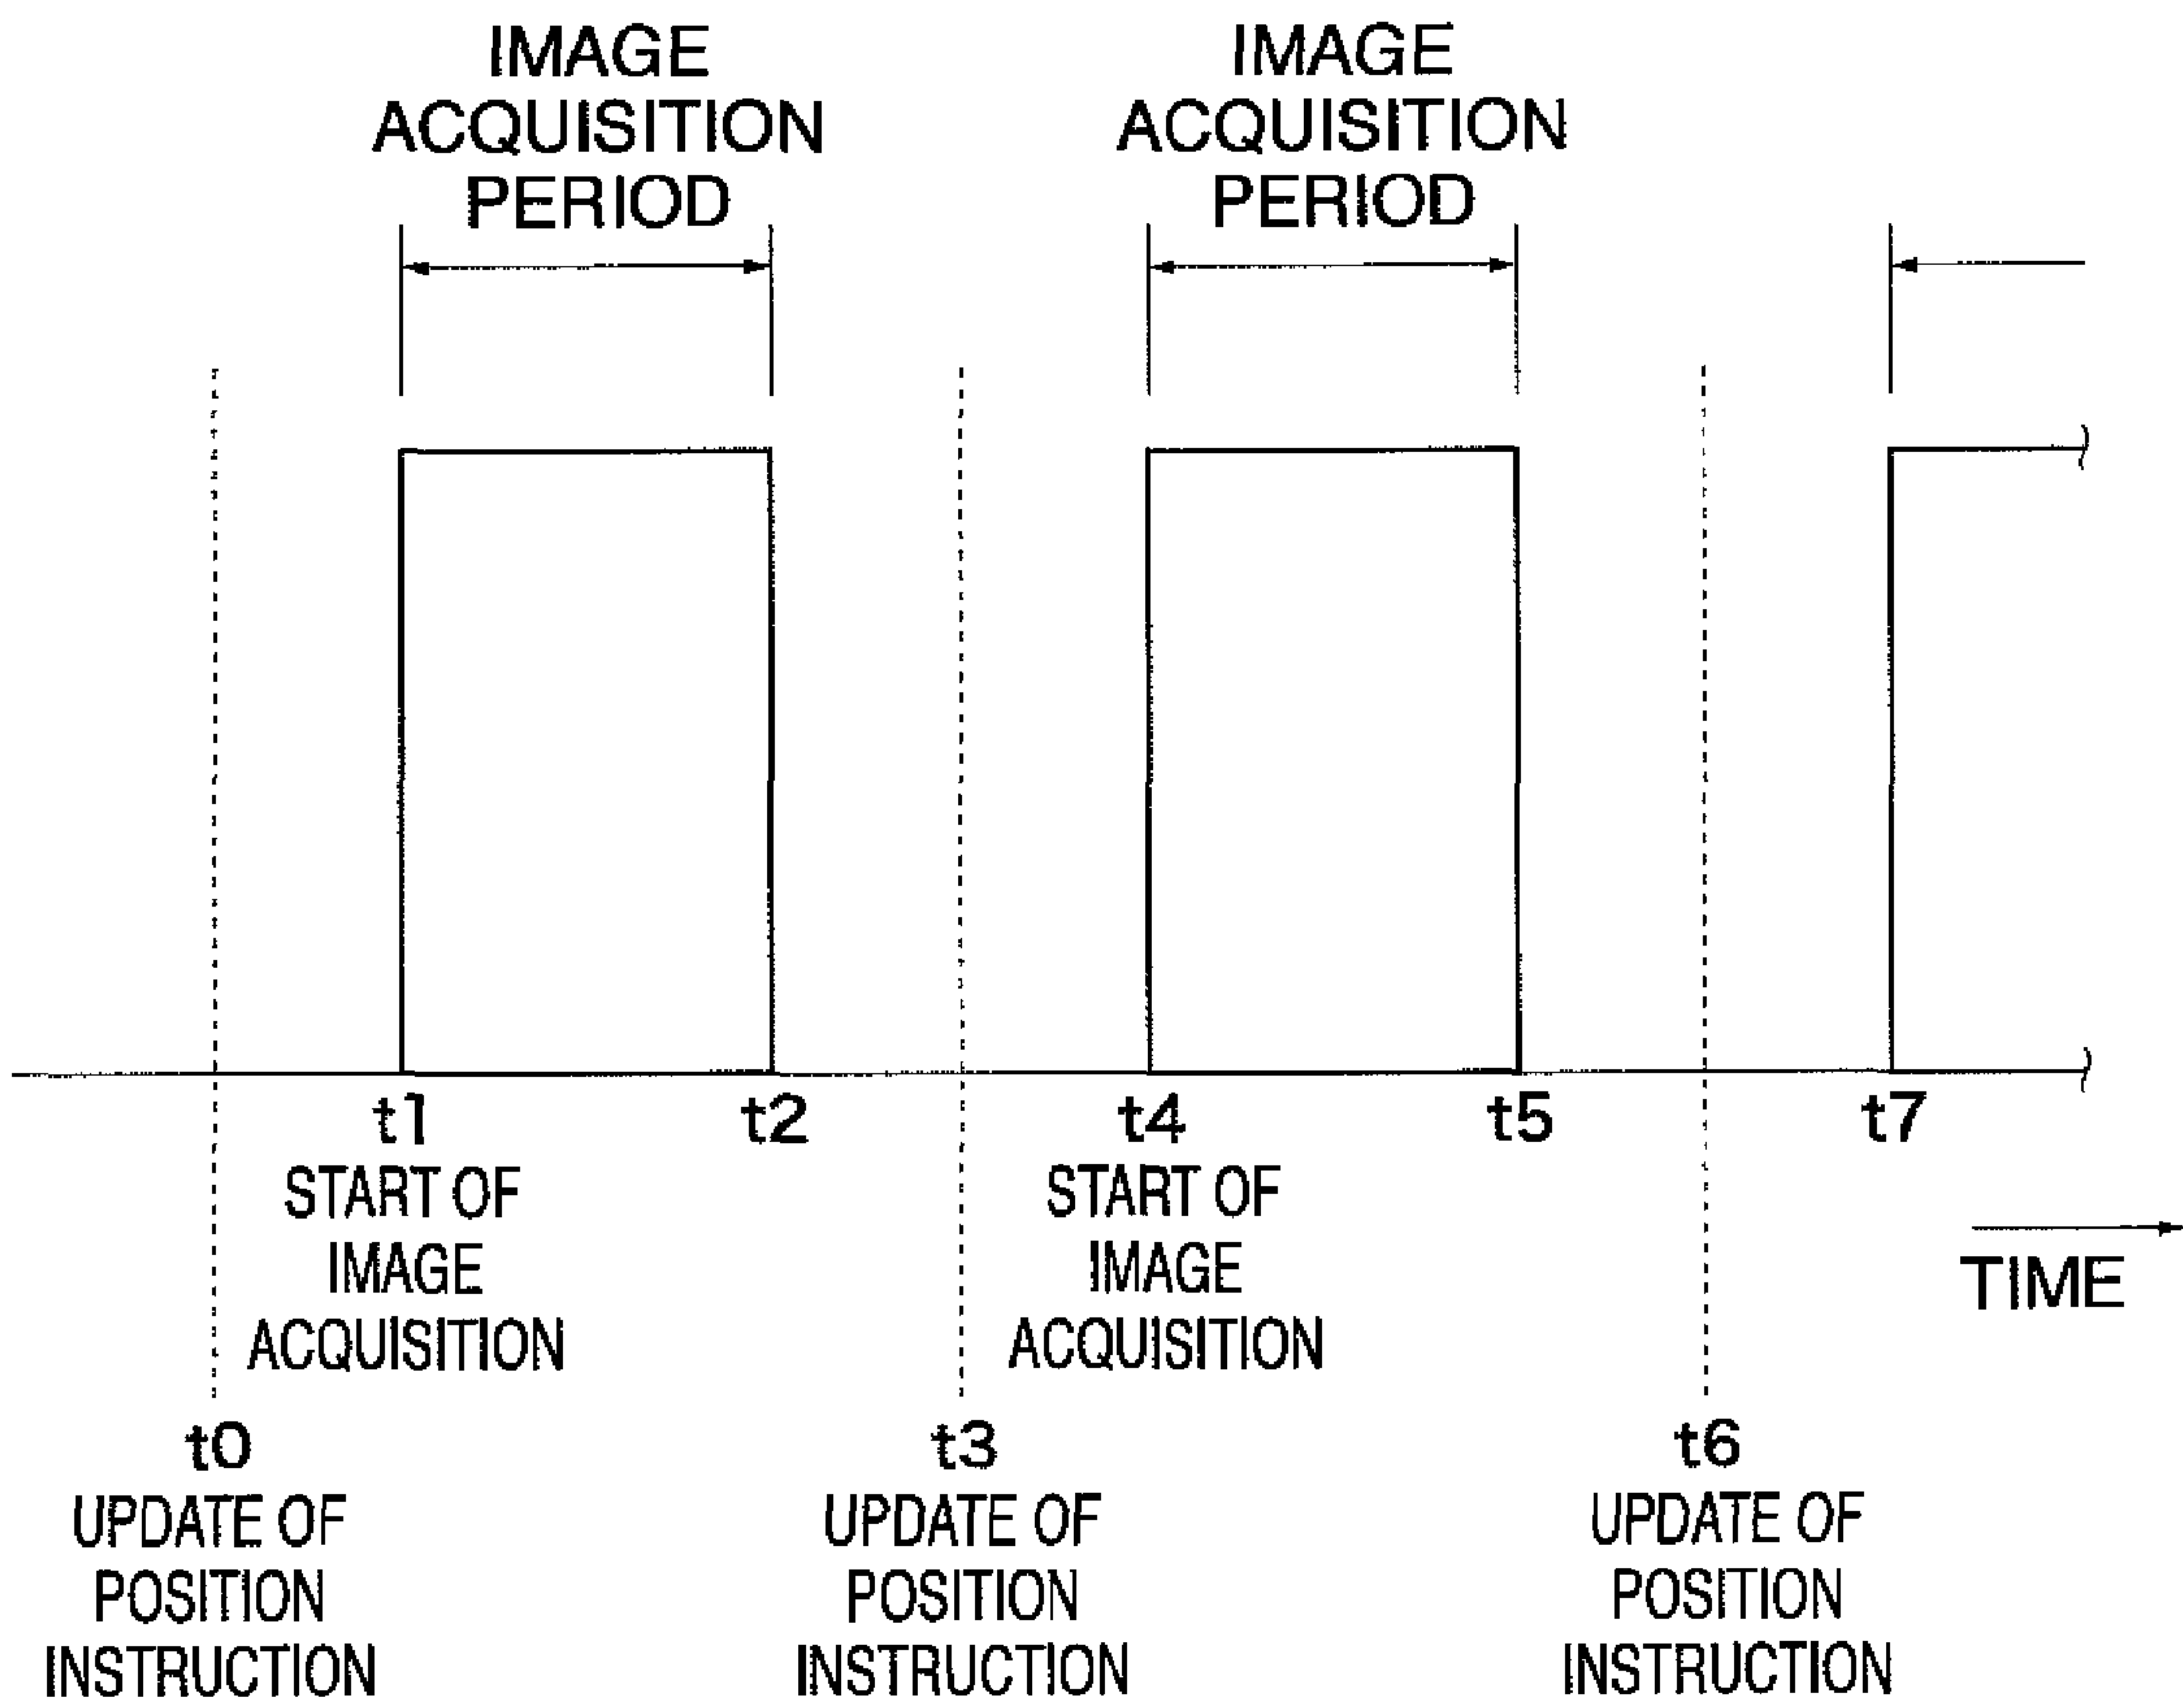 IMAGE
ACQUISITION
PERIOD
IMAGE
ACQUISITION
PERIOD
t1
START OF
IMAGE
ACQUISITION
t2
t4
START OF
IMAGE
ACQUISITION
t5
t7
TIME
t0
UPDATE OF
POSITION
INSTRUCTION
t3
UPDATE OF
POSITION
INSTRUCTION
t6
UPDATE OF
POSITION
INSTRUCTION